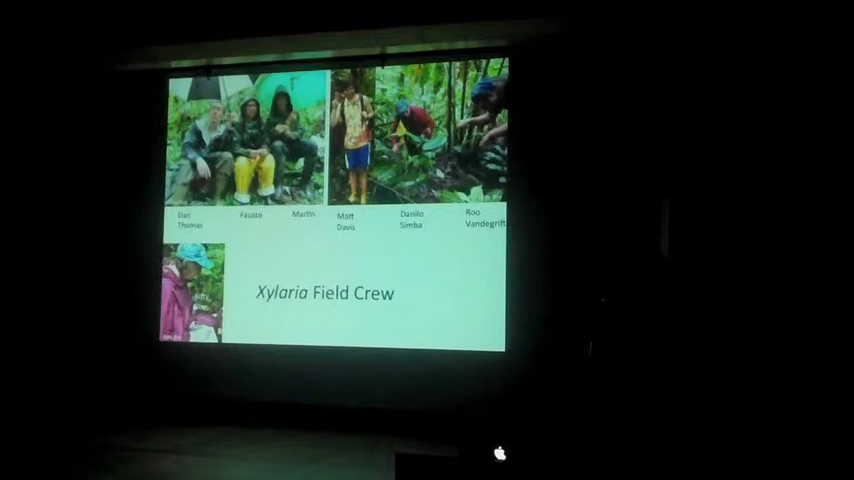 Dan
Thomas
Fausto
Martin
Matt
Davis
Danilo
Simba
Roo
Vandegrift
Xylaria Field Crew